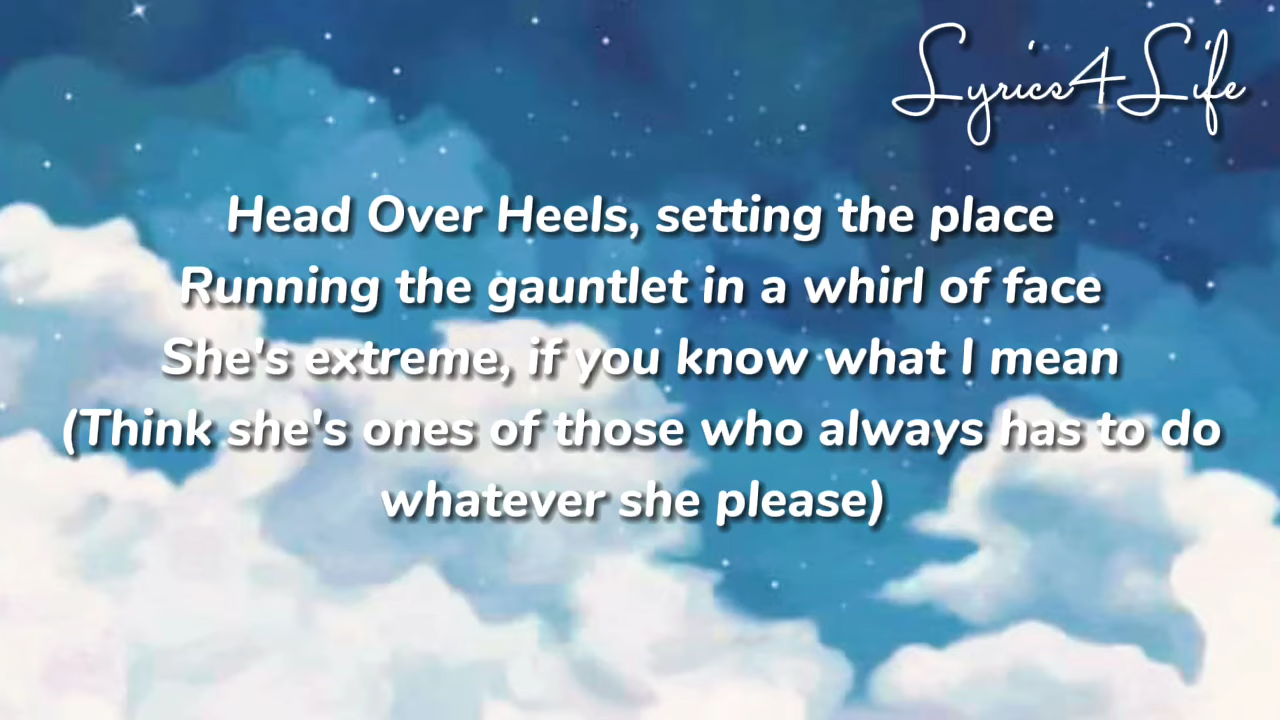 Lyrics4Life
Head Over Heels, setting the place
Running the gauntlet in a whirl of face
She's extreme, if you know what I mean
(Think she's ones of those who always has to do
whatever she please)